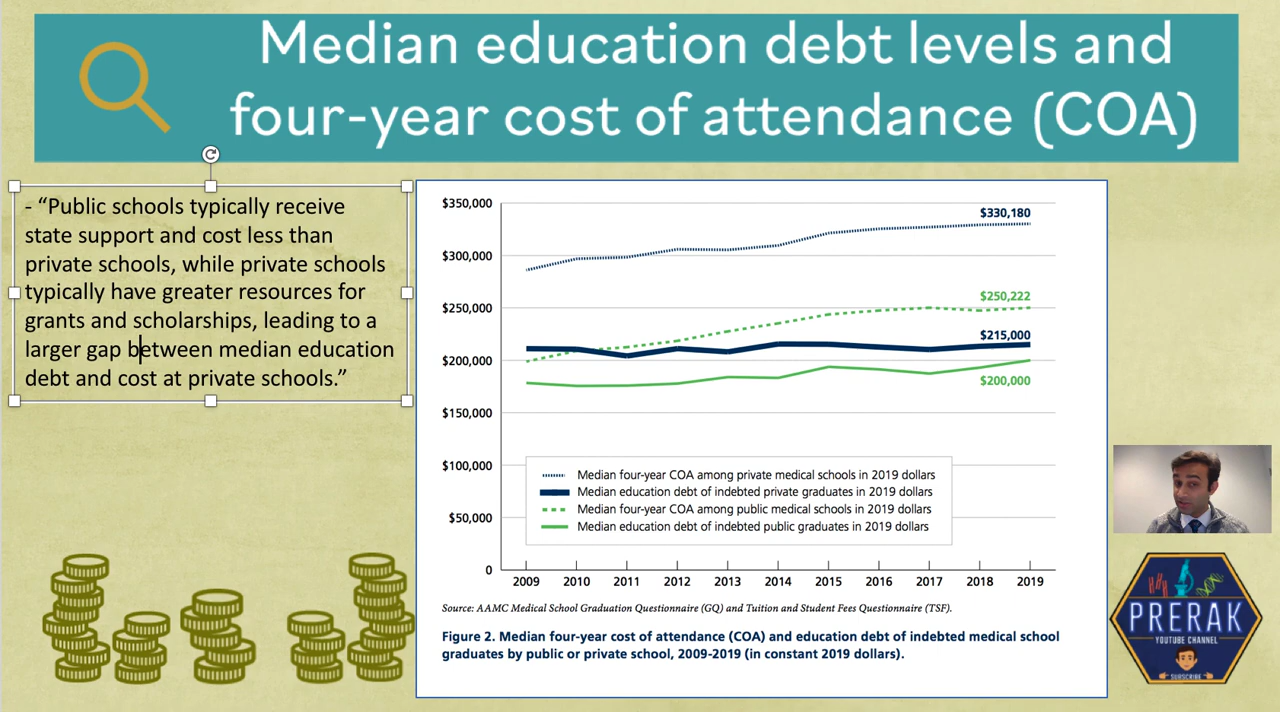 Median education debt levels and
four-year cost of attendance (COA)
- “Public schools typically receive
state support and cost less than
private schools, while private schools
typically have greater resources for
grants and scholarships, leading to a
larger gap between median education
debt and cost at private schools.”
$350,000
$300,000
$250,000
$200,000
$150,000
$100,000
$50,000
0
$330,180
$250,222
$215,000
$200,000
Median four-year COA among private medical schools in 2019 dollars
Median education debt of indebted private graduates in 2019 dollars
Median four-year COA among public medical schools in 2019 dollars
Median education debt of indebted public graduates in 2019 dollars
2009 2010 2011 2012 2013 2014 2015 2016 2017 2018 2019
Source: AAMC Medical School Graduation Questionnaire (GQ) and Tuition and Student Fees Questionnaire (TSF).
Figure 2. Median four-year cost of attendance (COA) and education debt of indebted medical school
graduates by public or private school, 2009-2019 (in constant 2019 dollars).
PRERAK
YOUTUBE CHANNEL
SUBSCRIBE